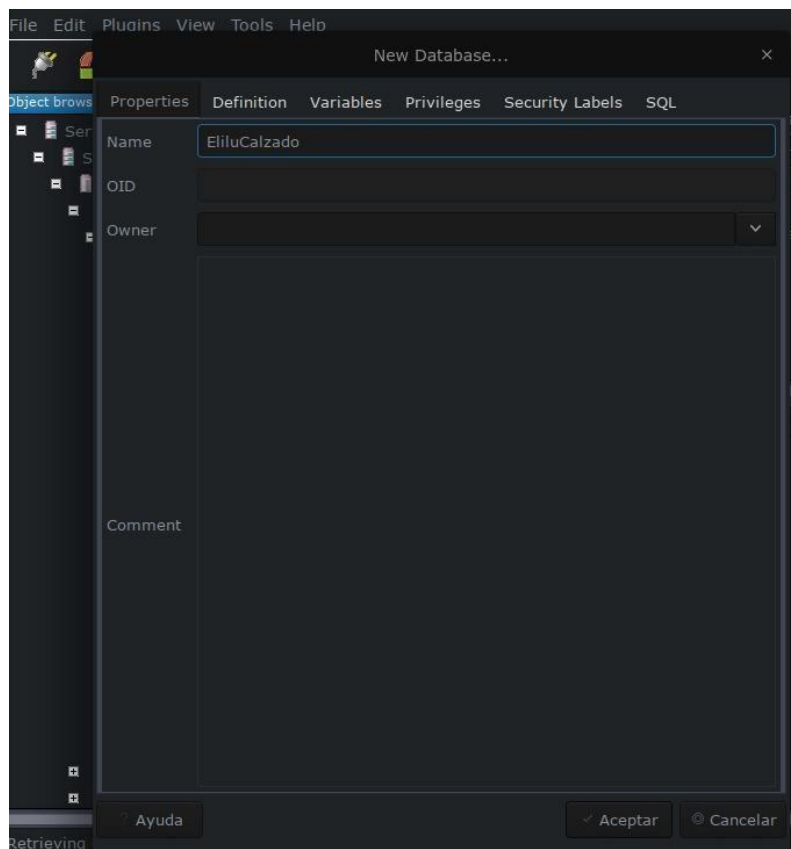 File Edit Plugins View Tools Help
New Database...
Object brows
Properties Definition Variables Privileges Security Labels SQL
Ser
Name EliluCalzado
S
OID
Owner
Comment
Ayuda Aceptar Cancelar
Retrieving